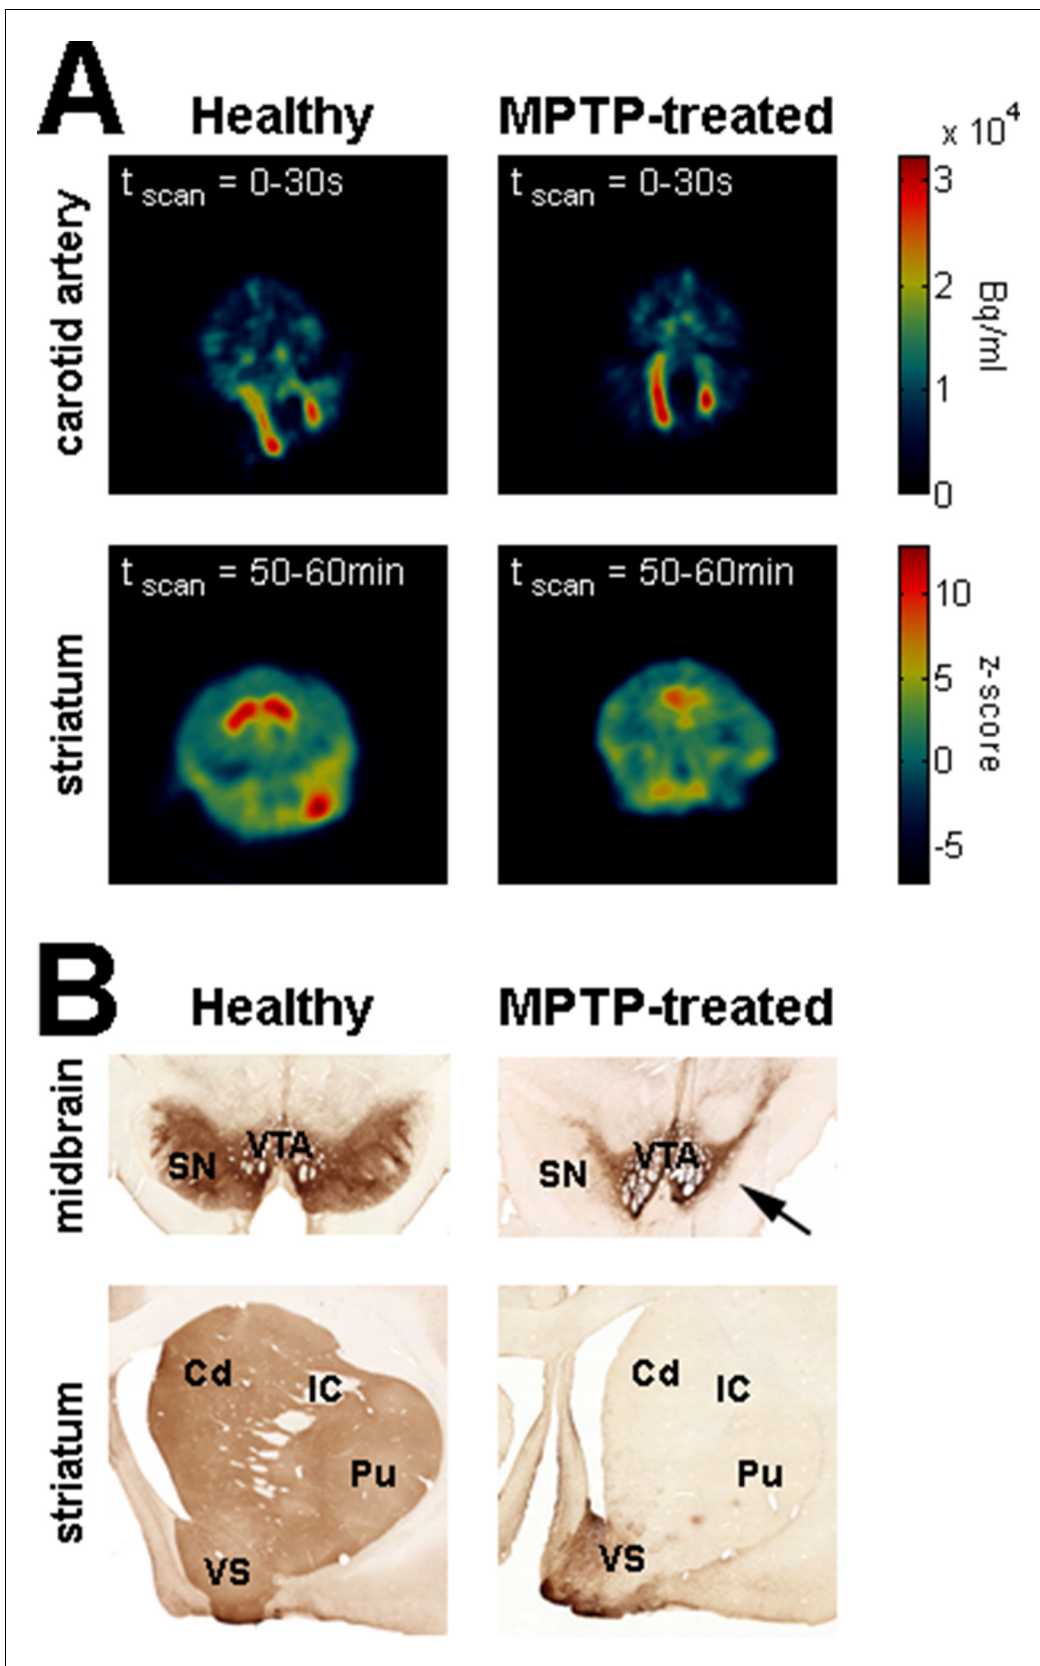 A
Healthy MPTP-treated
x 10^4
carotid artery
t scan = 0-30s
t scan = 0-30s
3
2
1
0
Bq/ml
striatum
t scan = 50-60min
t scan = 50-60min
10
5
0
-5
z-score
B
Healthy MPTP-treated
midbrain
SN VTA
SN VTA
striatum
Cd IC
Pu
VS
Cd IC
Pu
VS